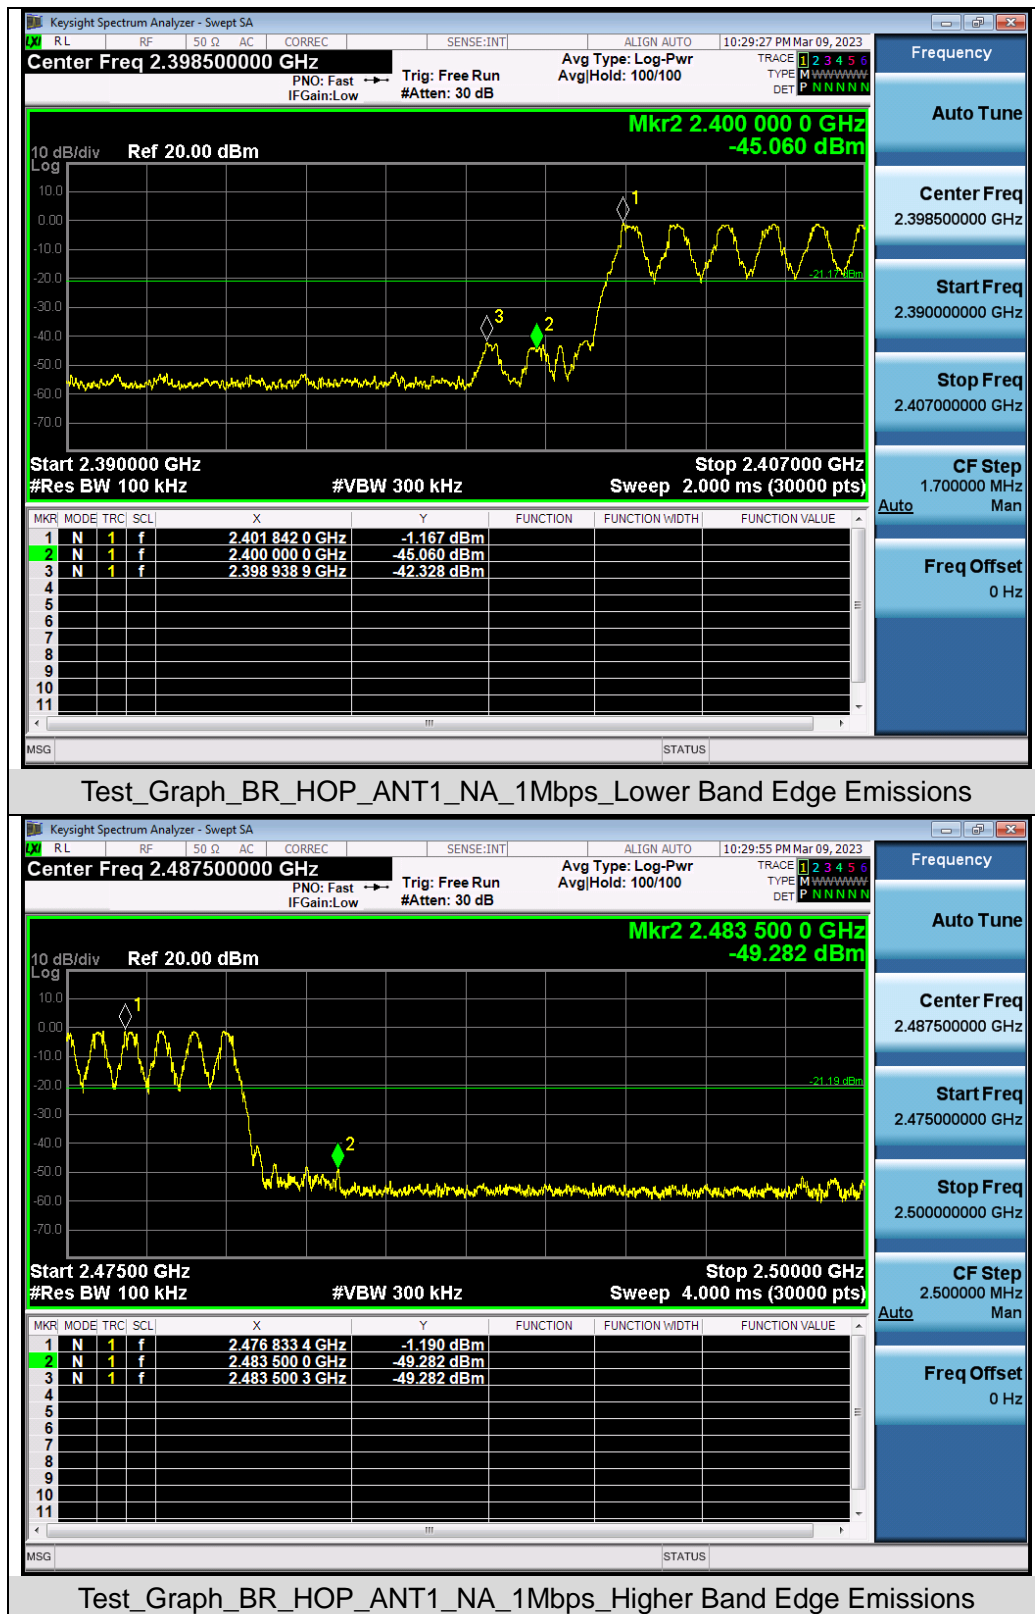 Keysight Spectrum Analyzer - Swept SA
LXI RL RF 50 Ω AC CORREC SENSE:INT ALIGN AUTO 10:29:27 PM Mar 09, 2023
Center Freq 2.398500000 GHz
PNO: Fast
IFGain:Low
Trig: Free Run
#Atten: 30 dB
Avg Type: Log-Pwr
Avg|Hold: 100/100
TRACE 1 2 3 4 5 6
TYPE M WWWWW
DET P N N N N N
Mkr2 2.400 000 0 GHz
-45.060 dBm
10 dB/div Ref 20.00 dBm
Log
10.0
0.00
-10.0
-20.0
-30.0
-40.0
-50.0
-60.0
-70.0
1
-21.17 dBm
3
2
Start 2.390000 GHz Stop 2.407000 GHz
#Res BW 100 kHz #VBW 300 kHz Sweep 2.000 ms (30000 pts)
MKR MODE TRC SCL X Y FUNCTION FUNCTION WIDTH FUNCTION VALUE
1 N 1 f 2.401 842 0 GHz -1.167 dBm
2 N 1 f 2.400 000 0 GHz -45.060 dBm
3 N 1 f 2.398 938 9 GHz -42.328 dBm
4
5
6
7
8
9
10
11
MSG STATUS
Frequency
Auto Tune
Center Freq
2.398500000 GHz
Start Freq
2.390000000 GHz
Stop Freq
2.407000000 GHz
CF Step
1.700000 MHz
Auto Man
Freq Offset
0 Hz
Test_Graph_BR_HOP_ANT1_NA_1Mbps_Lower Band Edge Emissions
Keysight Spectrum Analyzer - Swept SA
LXI RL RF 50 Ω AC CORREC SENSE:INT ALIGN AUTO 10:29:55 PM Mar 09, 2023
Center Freq 2.487500000 GHz
PNO: Fast
IFGain:Low
Trig: Free Run
#Atten: 30 dB
Avg Type: Log-Pwr
Avg|Hold: 100/100
TRACE 1 2 3 4 5 6
TYPE M WWWWW
DET P N N N N N
Mkr2 2.483 500 0 GHz
-49.282 dBm
10 dB/div Ref 20.00 dBm
Log
10.0
0.00
-10.0
-20.0
-30.0
-40.0
-50.0
-60.0
-70.0
1
-21.19 dBm
2
Start 2.47500 GHz Stop 2.50000 GHz
#Res BW 100 kHz #VBW 300 kHz Sweep 4.000 ms (30000 pts)
MKR MODE TRC SCL X Y FUNCTION FUNCTION WIDTH FUNCTION VALUE
1 N 1 f 2.476 833 4 GHz -1.190 dBm
2 N 1 f 2.483 500 0 GHz -49.282 dBm
3 N 1 f 2.483 500 3 GHz -49.282 dBm
4
5
6
7
8
9
10
11
MSG STATUS
Frequency
Auto Tune
Center Freq
2.487500000 GHz
Start Freq
2.475000000 GHz
Stop Freq
2.500000000 GHz
CF Step
2.500000 MHz
Auto Man
Freq Offset
0 Hz
Test_Graph_BR_HOP_ANT1_NA_1Mbps_Higher Band Edge Emissions